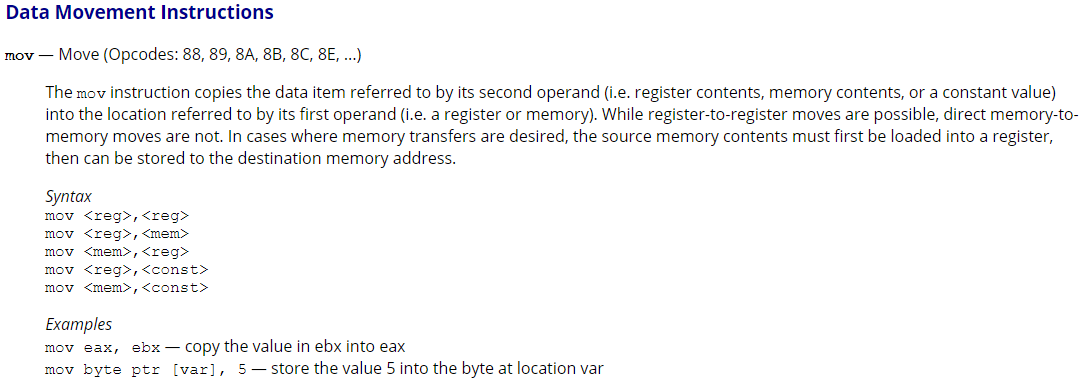 Data Movement Instructions
mov — Move (Opcodes: 88, 89, 8A, 8B, 8C, 8E, ...)
The mov instruction copies the data item referred to by its second operand (i.e. register contents, memory contents, or a constant value)
into the location referred to by its first operand (i.e. a register or memory). While register-to-register moves are possible, direct memory-to-
memory moves are not. In cases where memory transfers are desired, the source memory contents must first be loaded into a register,
then can be stored to the destination memory address.
Syntax
mov <reg>,<reg>
mov <reg>,<mem>
mov <mem>,<reg>
mov <reg>,<const>
mov <mem>,<const>
Examples
mov eax, ebx — copy the value in ebx into eax
mov byte ptr [var], 5 — store the value 5 into the byte at location var